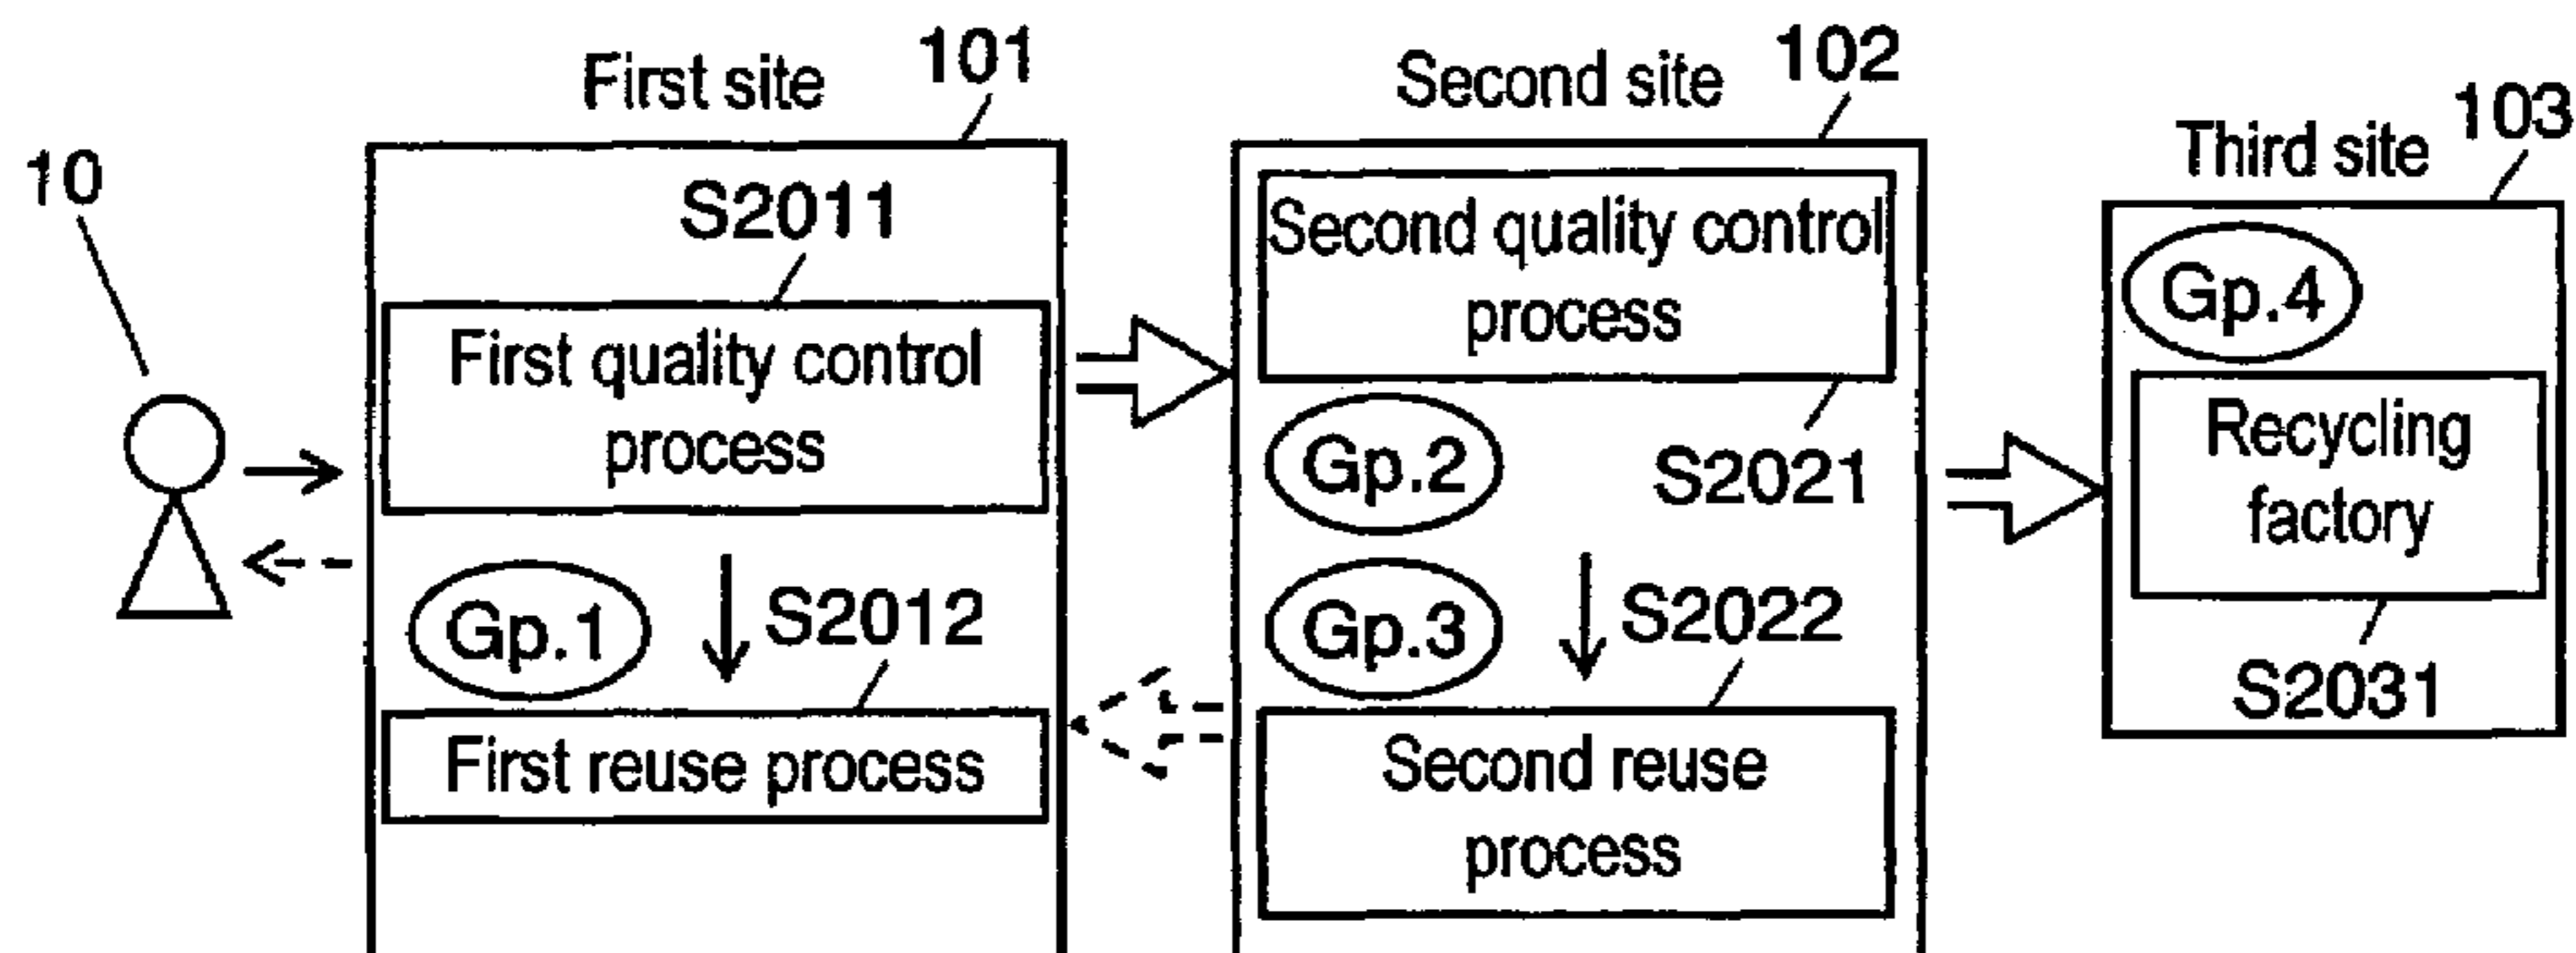 10
First site
101
S2011
First quality control
process
Gp.1
S2012
First reuse process
Second site
102
Second quality control
process
Gp.2
S2021
Gp.3
S2022
Second reuse
process
Third site
103
Gp.4
Recycling
factory
S2031